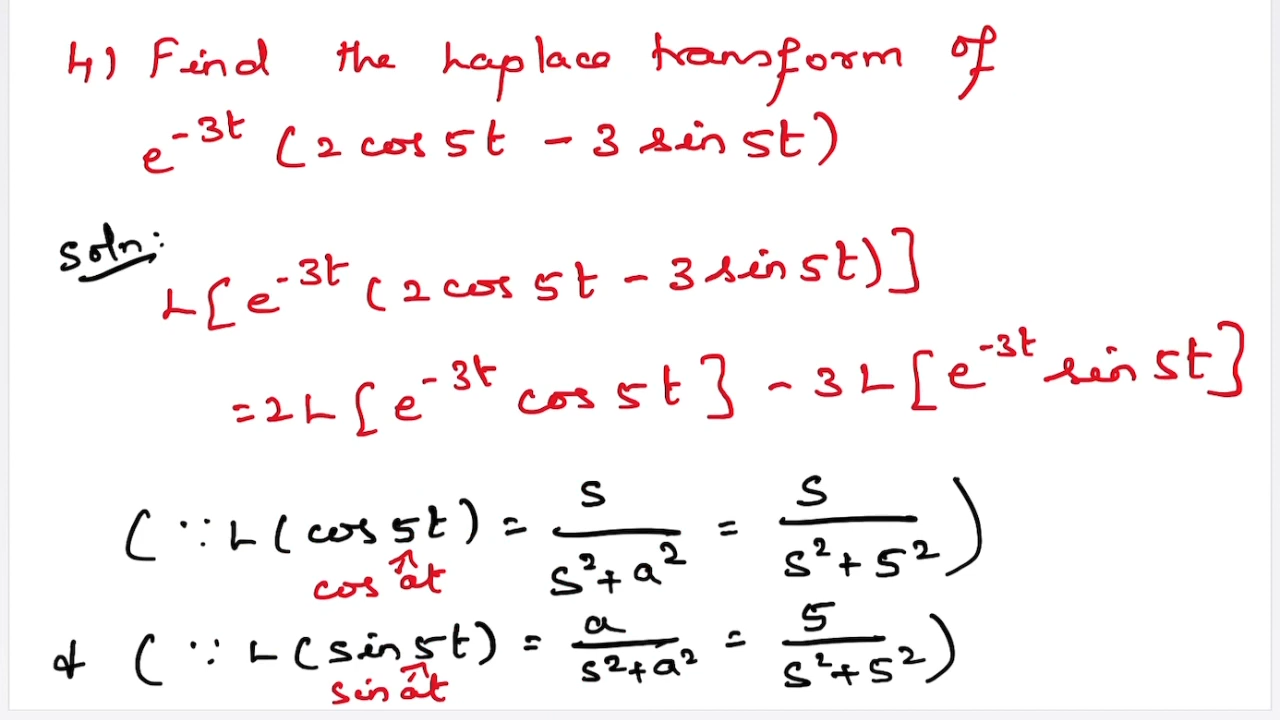 4) Find the Laplace transform of
e^{-3t} (2 cos 5t - 3 sin 5t)
Soln:
L[e^{-3t} (2 cos 5t - 3 sin 5t)]
= 2L[e^{-3t} cos 5t] - 3L[e^{-3t} sin 5t]
(∵ L(cos 5t) = s/(s²+a²) = s/(s²+5²))
cos at
& (∵ L(sin 5t) = a/(s²+a²) = 5/(s²+5²))
sin at